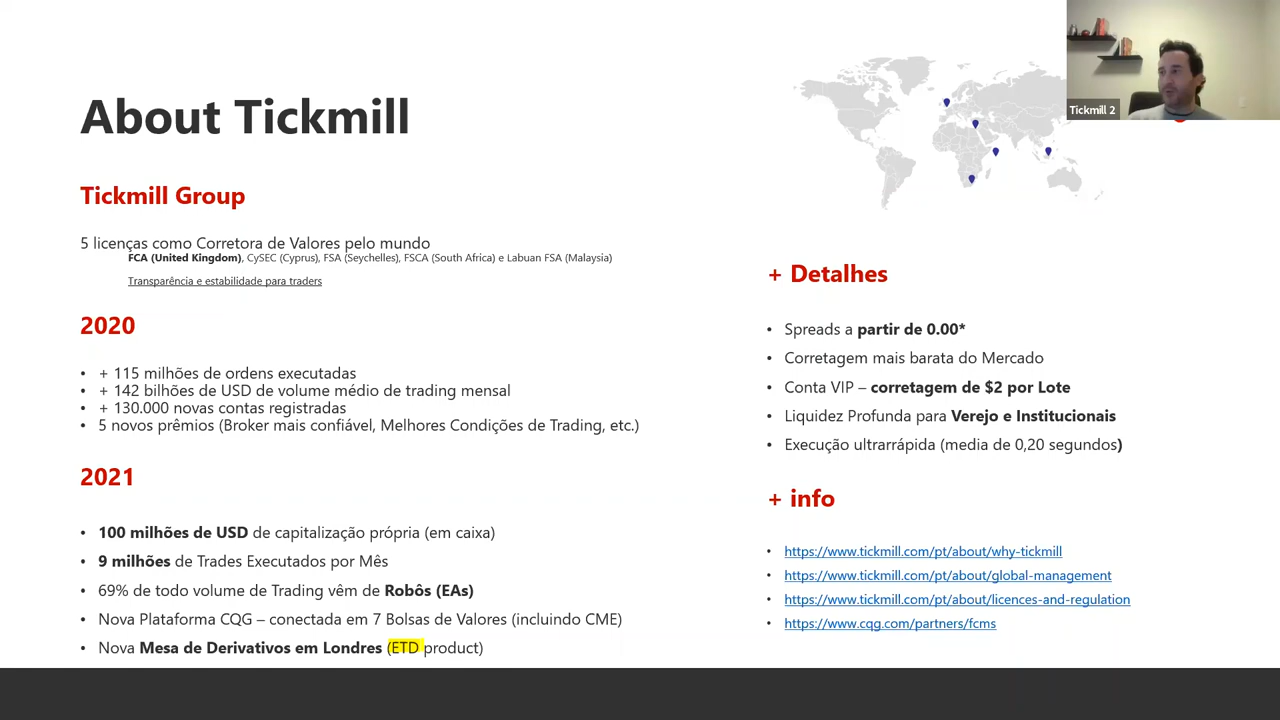 Tickmill 2
About Tickmill
Tickmill Group
5 licenças como Corretora de Valores pelo mundo
FCA (United Kingdom), CySEC (Cyprus), FSA (Seychelles), FSCA (South Africa) e Labuan FSA (Malaysia)
Transparência e estabilidade para traders
2020
• + 115 milhões de ordens executadas
• + 142 bilhões de USD de volume médio de trading mensal
• + 130.000 novas contas registradas
• 5 novos prêmios (Broker mais confiável, Melhores Condições de Trading, etc.)
2021
• 100 milhões de USD de capitalização própria (em caixa)
• 9 milhões de Trades Executados por Mês
• 69% de todo volume de Trading vêm de Robôs (EAs)
• Nova Plataforma CQG – conectada em 7 Bolsas de Valores (incluindo CME)
• Nova Mesa de Derivativos em Londres (ETD product)
+ Detalhes
• Spreads a partir de 0.00*
• Corretagem mais barata do Mercado
• Conta VIP – corretagem de $2 por Lote
• Liquidez Profunda para Verejo e Institucionais
• Execução ultrarrápida (media de 0,20 segundos)
+ info
• https://www.tickmill.com/pt/about/why-tickmill
• https://www.tickmill.com/pt/about/global-management
• https://www.tickmill.com/pt/about/licences-and-regulation
• https://www.cqg.com/partners/fcms